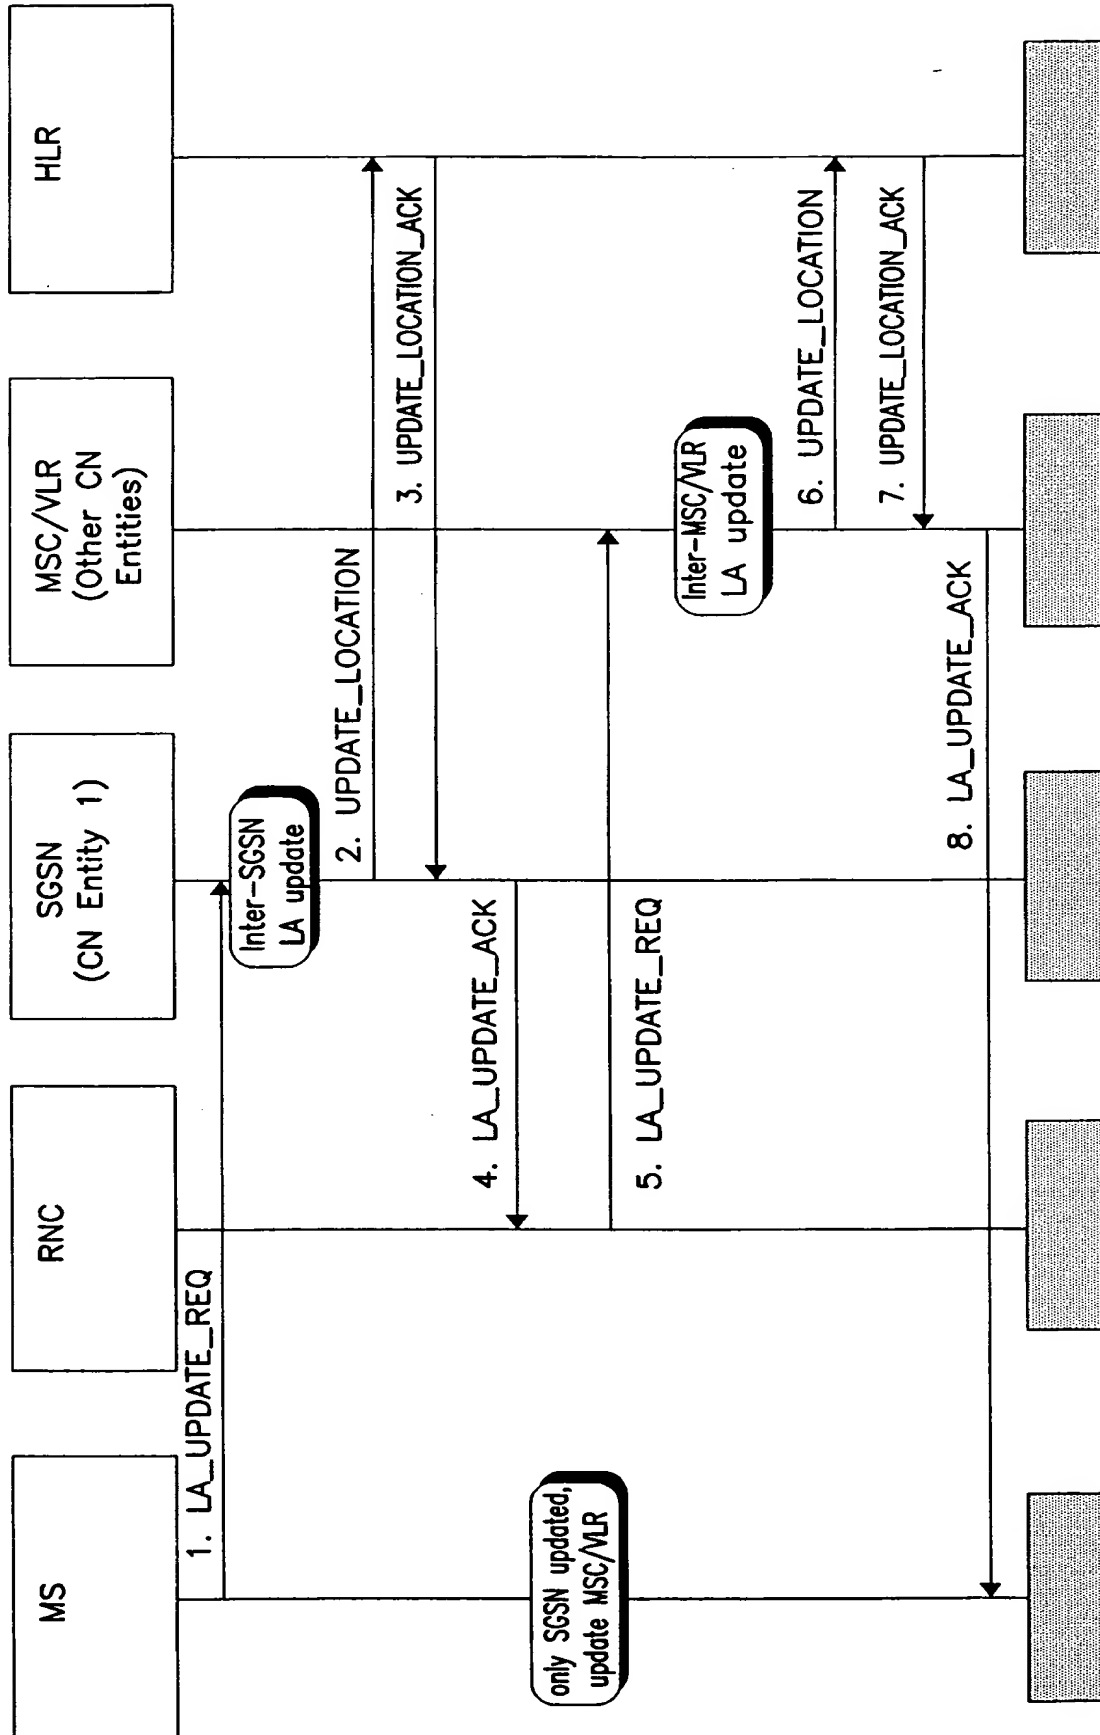 MS
RNC
SGSN
(CN Entity 1)
MSC/VLR
(Other CN
Entities)
HLR
1. LA_UPDATE_REQ
Inter-SGSN
LA update
2. UPDATE_LOCATION
3. UPDATE_LOCATION_ACK
4. LA_UPDATE_ACK
only SGSN updated,
update MSC/VLR
5. LA_UPDATE_REQ
Inter-MSC/VLR
LA update
6. UPDATE_LOCATION
7. UPDATE_LOCATION_ACK
8. LA_UPDATE_ACK